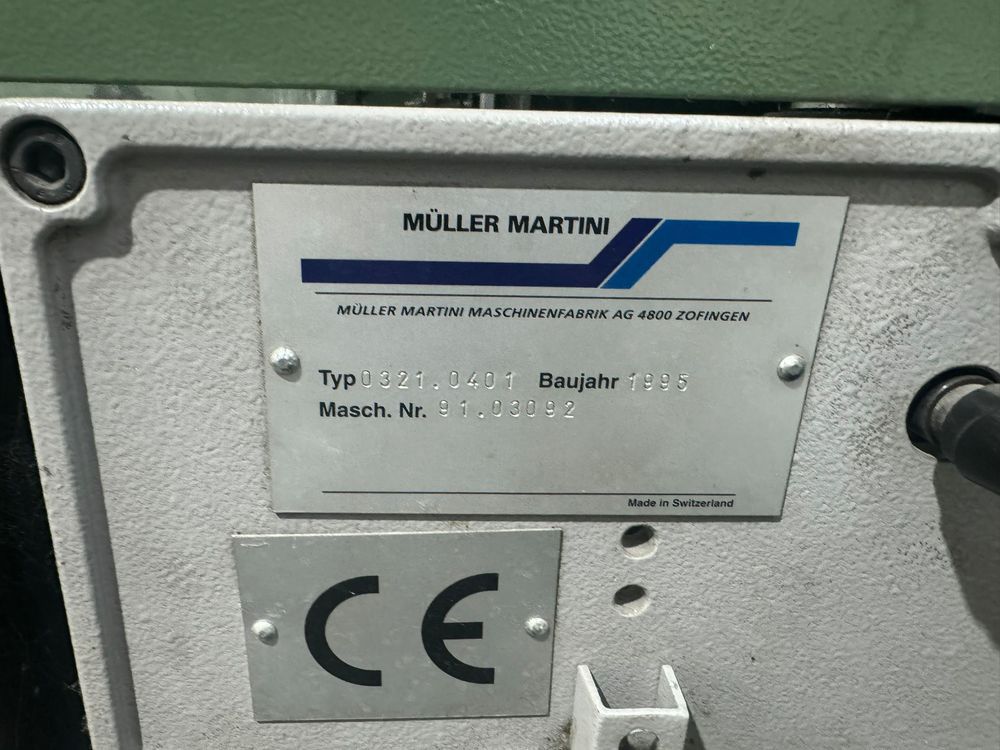 MÜLLER MARTINI
MÜLLER MARTINI MASCHINENFABRIK AG 4800 ZOFINGEN
Typ 0321.0401 Baujahr 1995
Masch. Nr. 91.03092
Made in Switzerland
CE